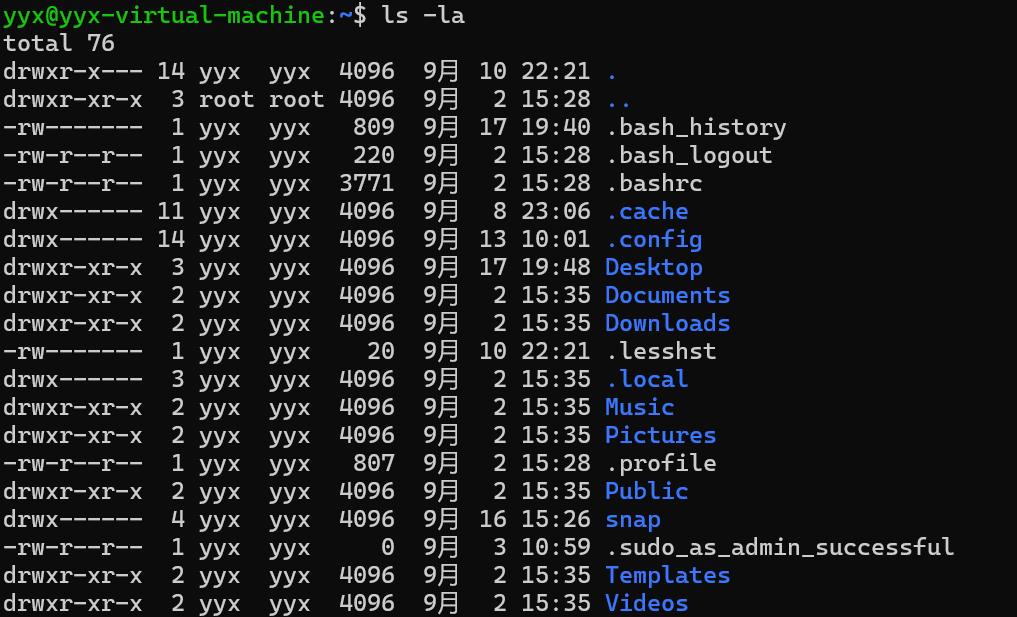 yyx@yyx-virtual-machine:~$ ls -la
total 76
drwxr-x--- 14 yyx  yyx  4096  9月  10 22:21 .
drwxr-xr-x  3 root root 4096  9月   2 15:28 ..
-rw-------  1 yyx  yyx   809  9月  17 19:40 .bash_history
-rw-r--r--  1 yyx  yyx   220  9月   2 15:28 .bash_logout
-rw-r--r--  1 yyx  yyx  3771  9月   2 15:28 .bashrc
drwx------ 11 yyx  yyx  4096  9月   8 23:06 .cache
drwx------ 14 yyx  yyx  4096  9月  13 10:01 .config
drwxr-xr-x  3 yyx  yyx  4096  9月  17 19:48 Desktop
drwxr-xr-x  2 yyx  yyx  4096  9月   2 15:35 Documents
drwxr-xr-x  2 yyx  yyx  4096  9月   2 15:35 Downloads
-rw-------  1 yyx  yyx    20  9月  10 22:21 .lesshst
drwx------  3 yyx  yyx  4096  9月   2 15:35 .local
drwxr-xr-x  2 yyx  yyx  4096  9月   2 15:35 Music
drwxr-xr-x  2 yyx  yyx  4096  9月   2 15:35 Pictures
-rw-r--r--  1 yyx  yyx   807  9月   2 15:28 .profile
drwxr-xr-x  2 yyx  yyx  4096  9月   2 15:35 Public
drwx------  4 yyx  yyx  4096  9月  16 15:26 snap
-rw-r--r--  1 yyx  yyx     0  9月   3 10:59 .sudo_as_admin_successful
drwxr-xr-x  2 yyx  yyx  4096  9月   2 15:35 Templates
drwxr-xr-x  2 yyx  yyx  4096  9月   2 15:35 Videos